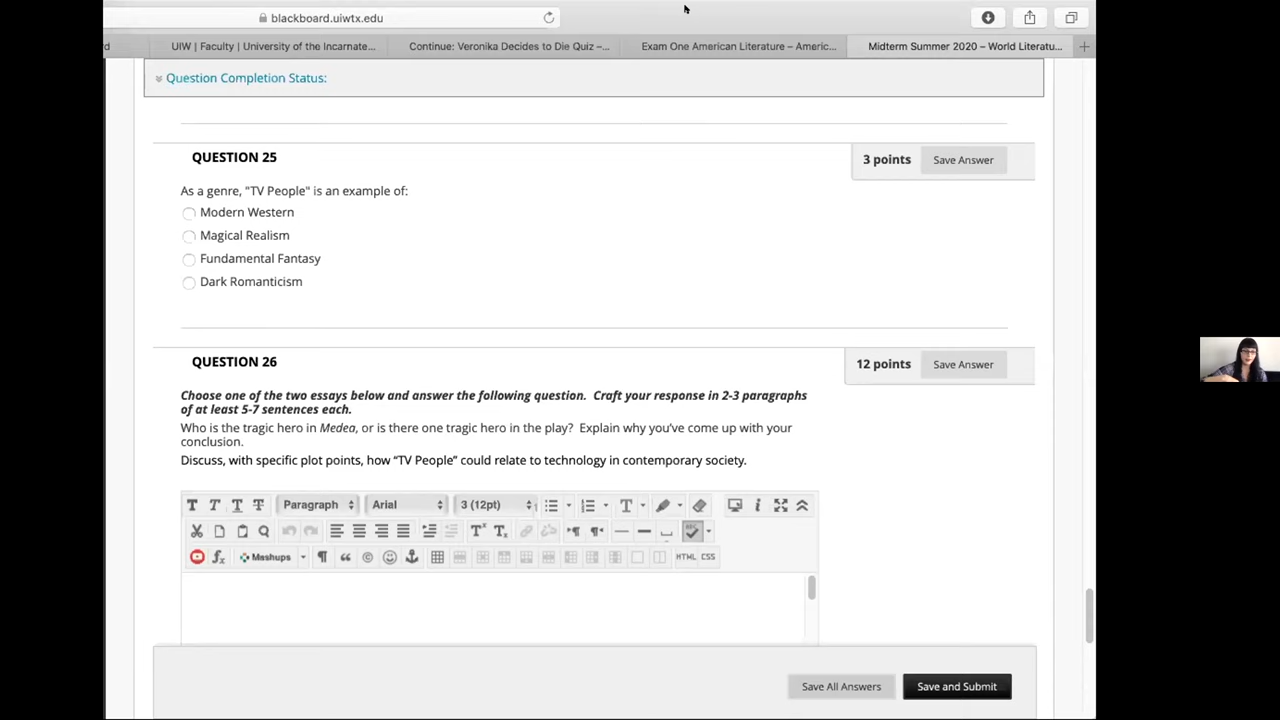 blackboard.uiwtx.edu
d
UIW | Faculty | University of the Incarnate...
Continue: Veronika Decides to Die Quiz –...
Exam One American Literature – Americ...
Midterm Summer 2020 – World Literatu...
Question Completion Status:
QUESTION 25
3 points
Save Answer
As a genre, "TV People" is an example of:
Modern Western
Magical Realism
Fundamental Fantasy
Dark Romanticism
QUESTION 26
12 points
Save Answer
Choose one of the two essays below and answer the following question. Craft your response in 2-3 paragraphs
of at least 5-7 sentences each.
Who is the tragic hero in Medea, or is there one tragic hero in the play? Explain why you've come up with your
conclusion.
Discuss, with specific plot points, how “TV People” could relate to technology in contemporary society.
T T T T Paragraph Arial 3 (12pt) T
Mashups HTML CSS
Save All Answers
Save and Submit